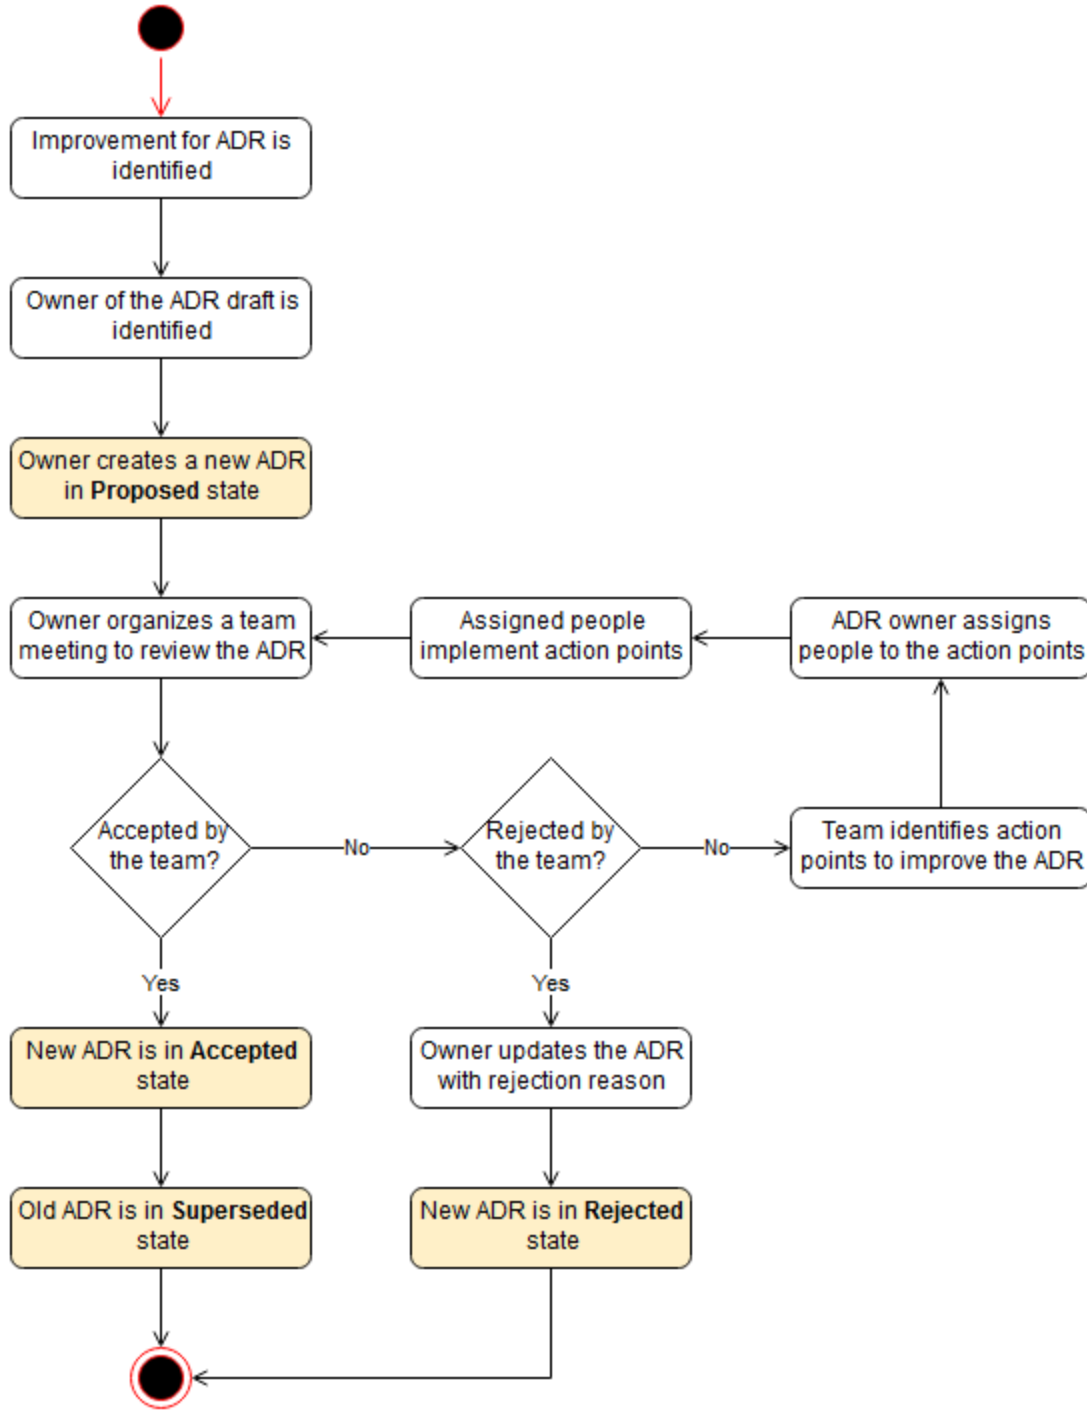 Improvement for ADR is
identified
Owner of the ADR draft is
identified
Owner creates a new ADR
in Proposed state
Owner organizes a team
meeting to review the ADR
Assigned people
implement action points
ADR owner assigns
people to the action points
Accepted by
the team?
No
Rejected by
the team?
No
Team identifies action
points to improve the ADR
Yes
Yes
New ADR is in Accepted
state
Owner updates the ADR
with rejection reason
Old ADR is in Superseded
state
New ADR is in Rejected
state